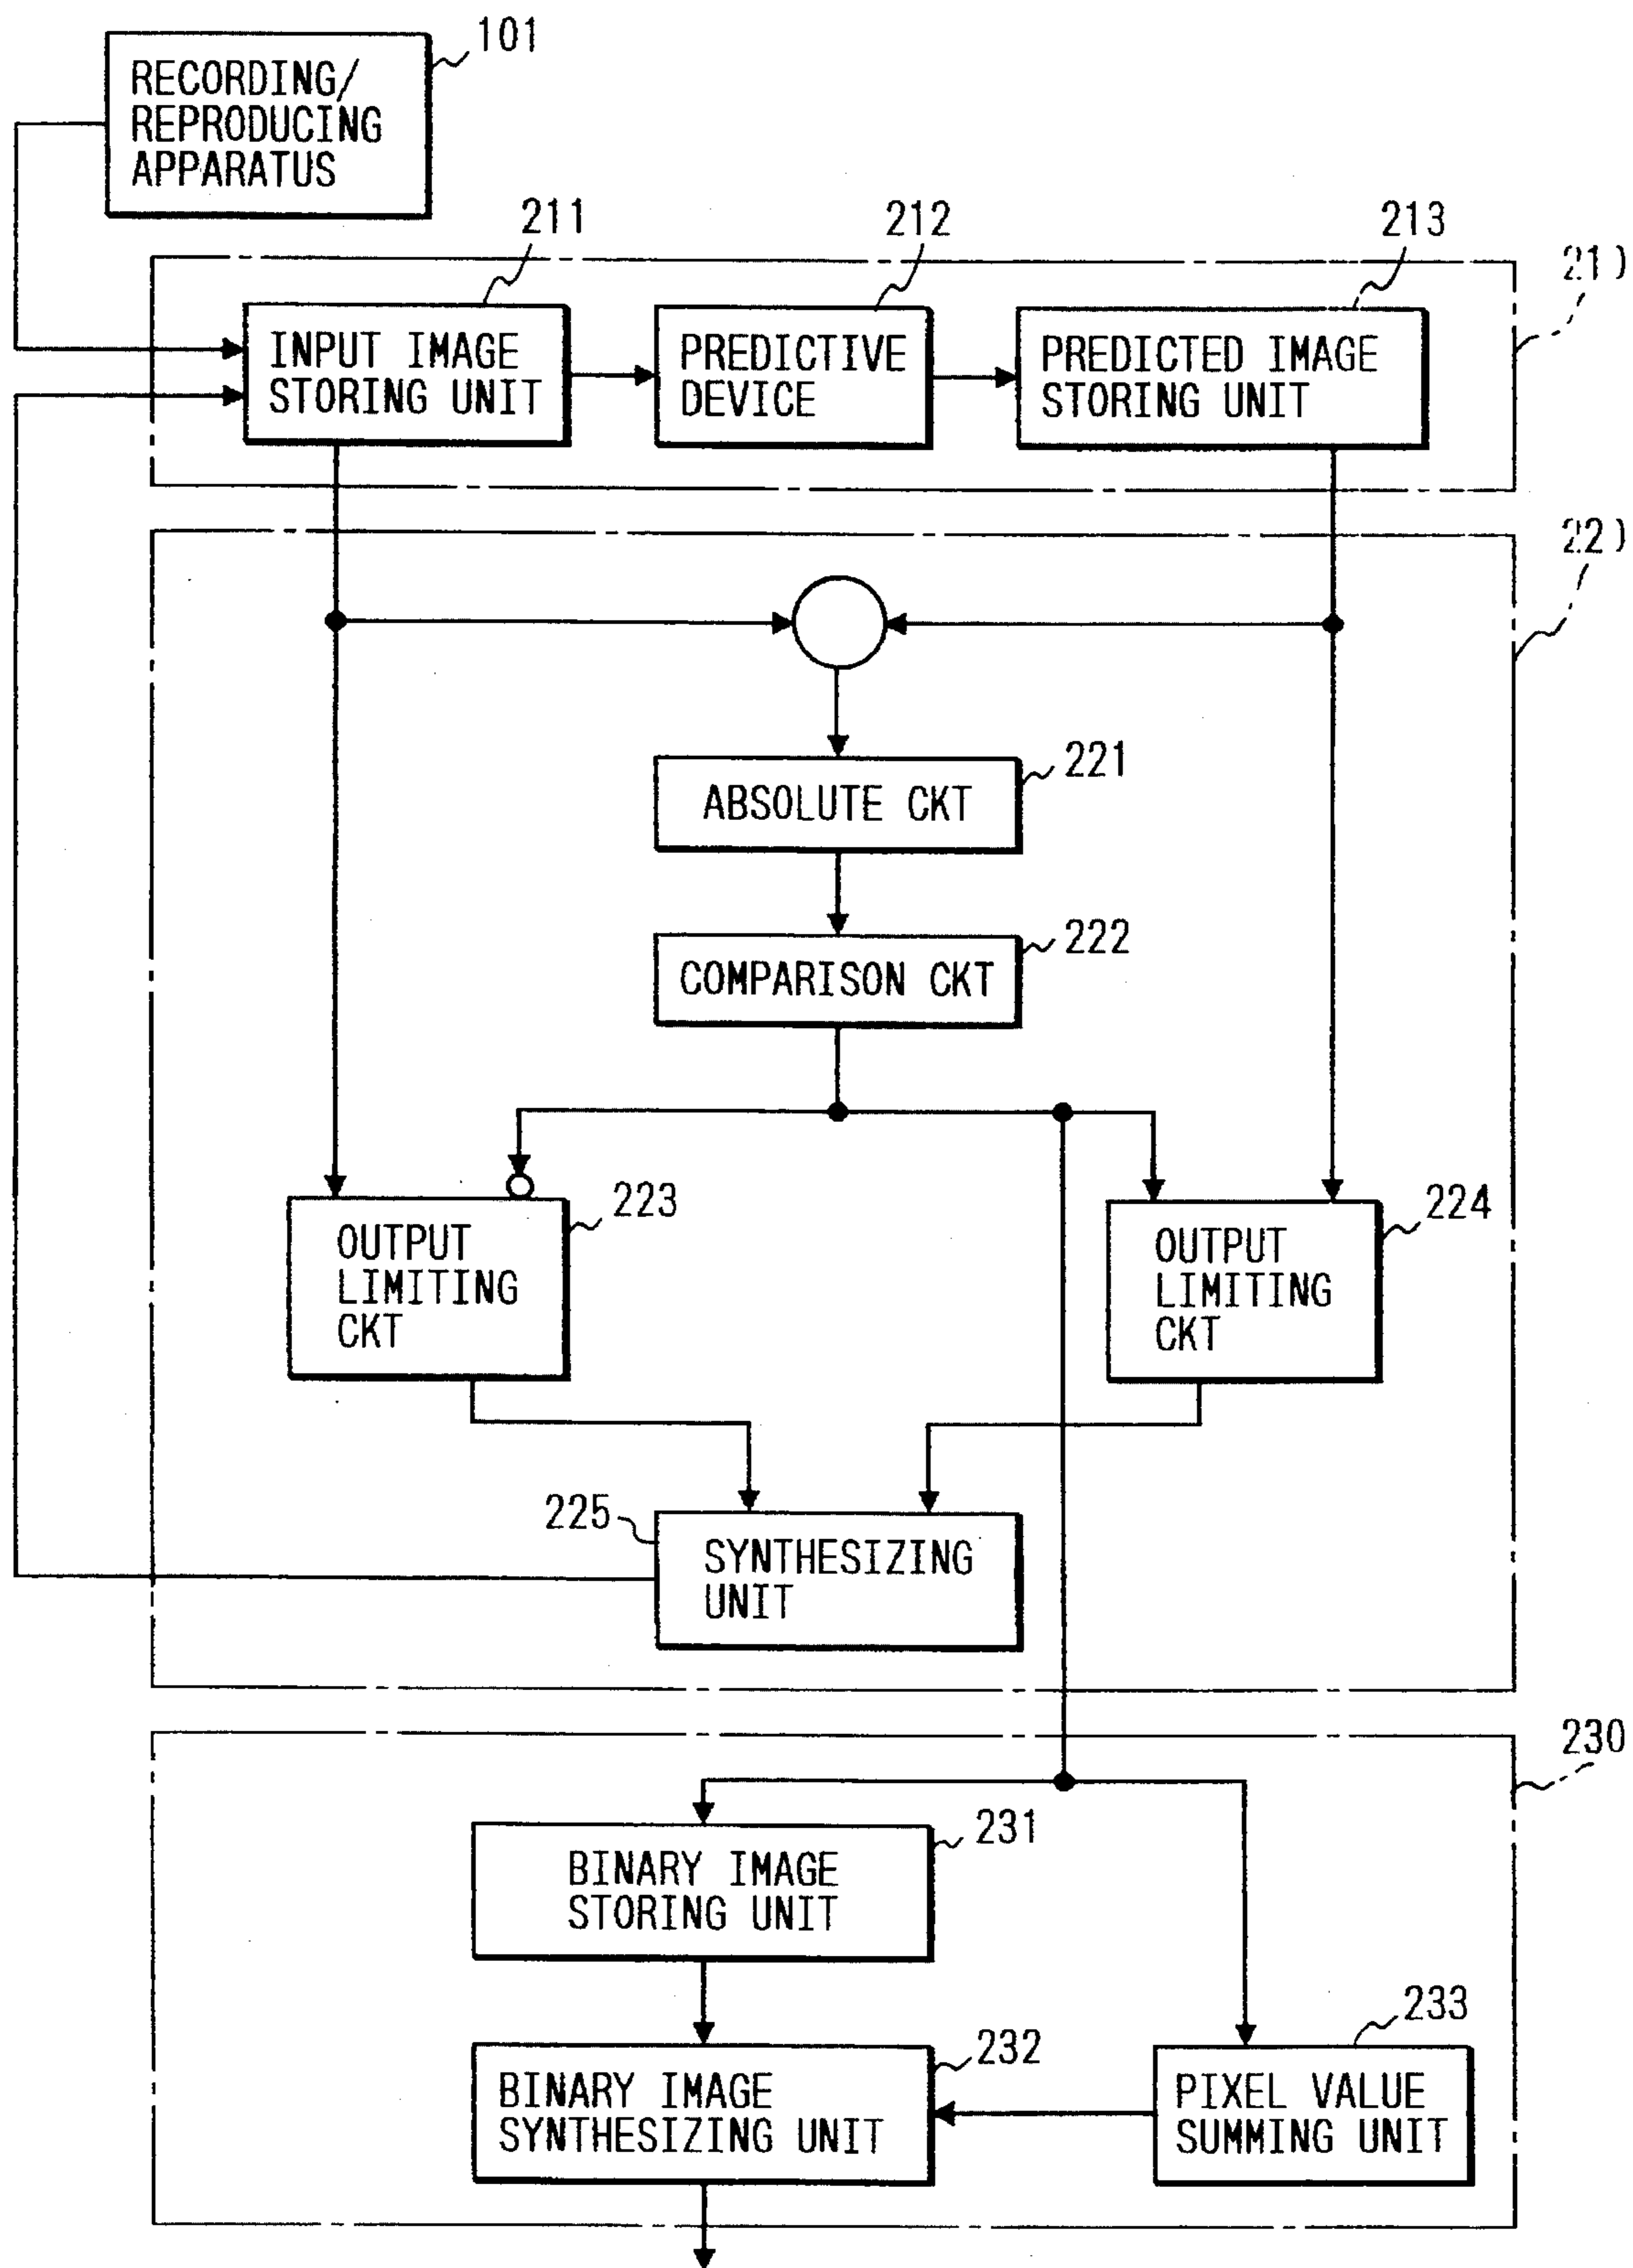 101
RECORDING/
REPRODUCING
APPARATUS
211
212
213
21)
INPUT IMAGE
STORING UNIT
PREDICTIVE
DEVICE
PREDICTED IMAGE
STORING UNIT
22)
221
ABSOLUTE CKT
222
COMPARISON CKT
223
OUTPUT
LIMITING
CKT
224
OUTPUT
LIMITING
CKT
225
SYNTHESIZING
UNIT
230
231
BINARY IMAGE
STORING UNIT
232
BINARY IMAGE
SYNTHESIZING UNIT
233
PIXEL VALUE
SUMMING UNIT